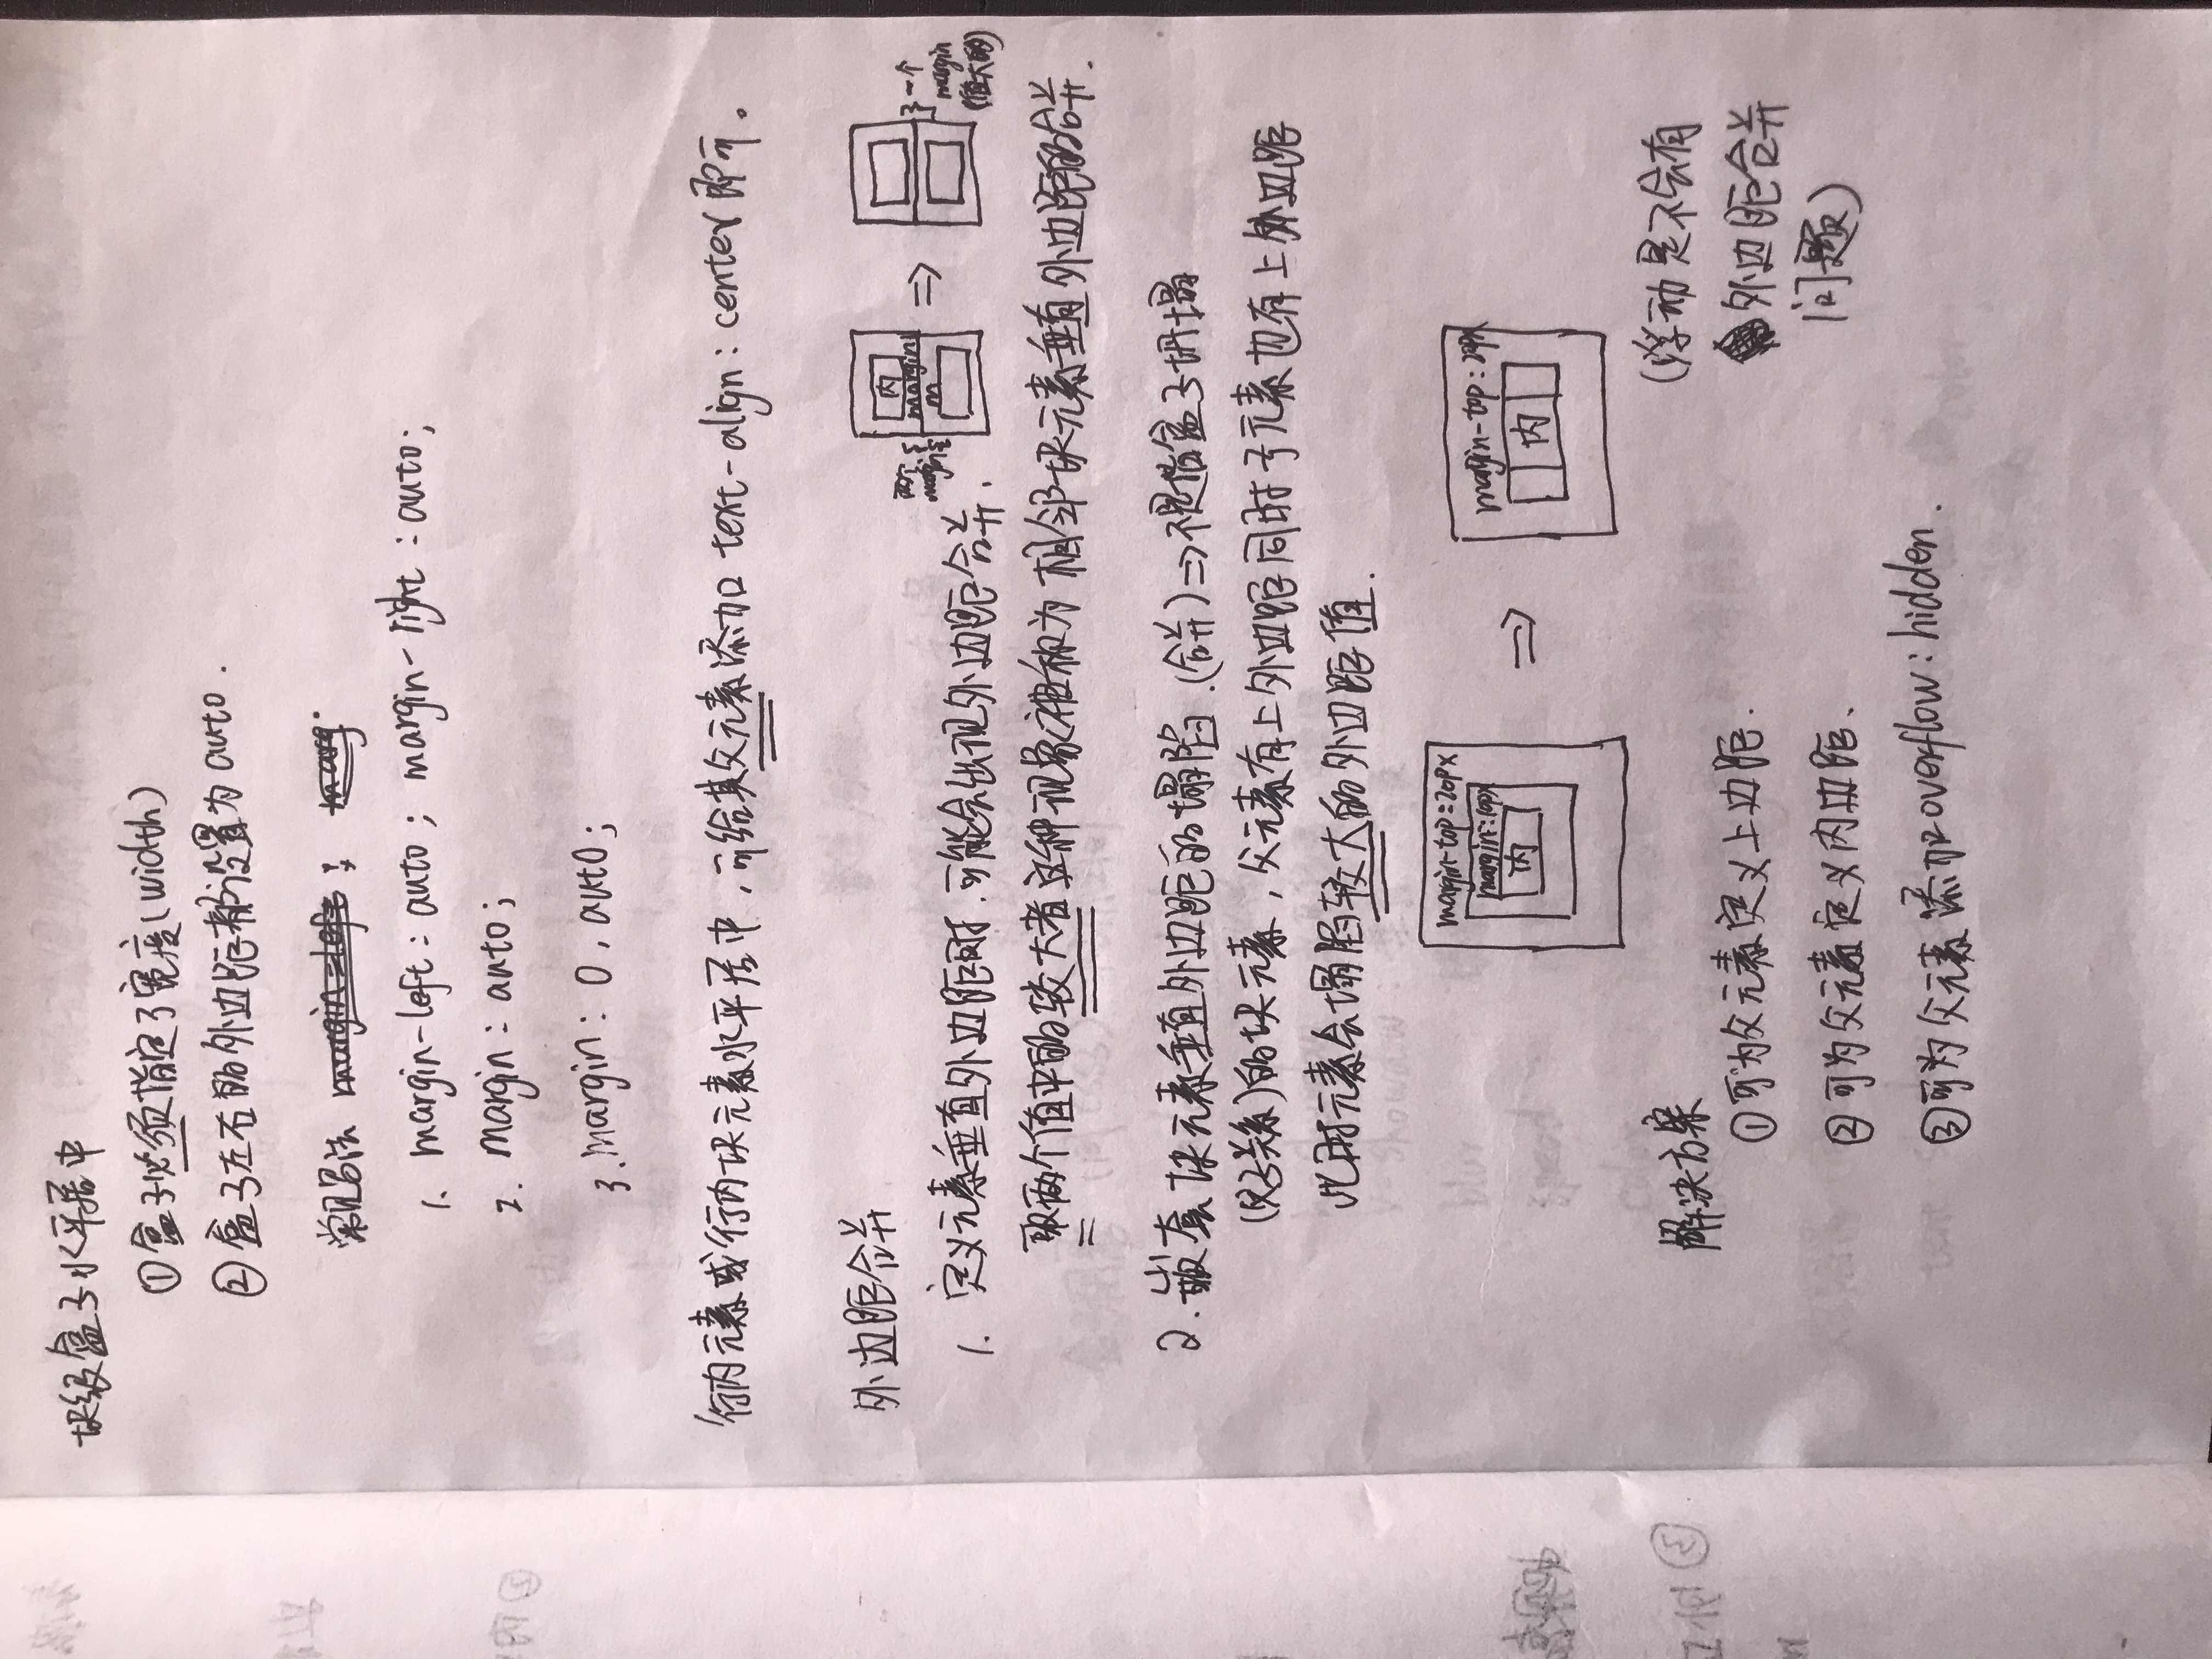 块级盒子水平居中
①盒子必须指定了宽度(width)
②盒子左右的外边距都设置为auto.
常见写法 margin-left ; marg
1. margin-left: auto; margin-right: auto;
2. margin: auto;
3. margin: 0, auto;
行内元素或行内块元素水平居中,可给其父元素添加 text-align: center即可。
外边距合并
内
margin
m
两个
margin
⇒
一个
margin
(值大的)
1. 定义元素垂直外边距时.可能会出现外边距合并.
取两个值中的较大者这种现象被称为相邻块元素垂直外边距的合并.
2. 嵌套块元素垂直外边距的塌陷.(合并)⇒不是指盒子坍塌
(父子关系)的块元素,父元素有上外边距同时子元素也有上外边距
此时元素会塌陷较大的外边距值.
margin-top:20px
margin:10px
内
⇒
margin-top:20px
内
解决方案
①可为父元素定义上边距.
②可为父元素定义内边距.
③可为父元素添加overflow: hidden.
(浮动是不会有
外边距合并
问题)